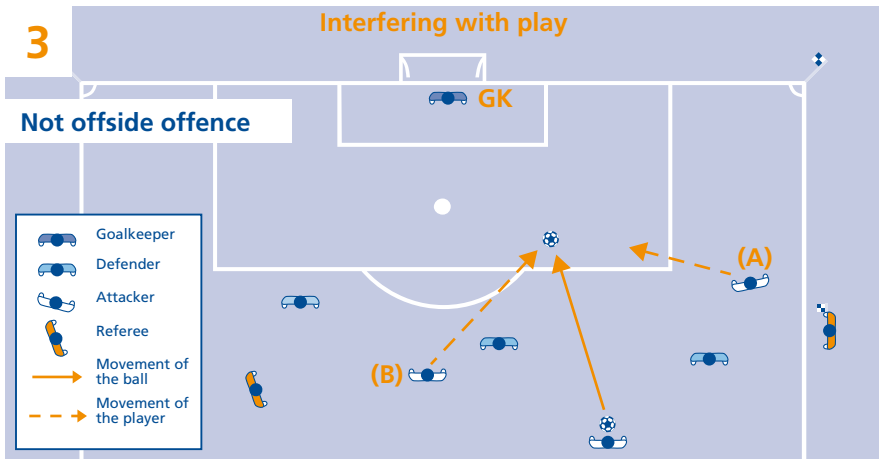 3
Interfering with play
GK
Not offside offence
(A)
(B)
Goalkeeper
Defender
Attacker
Referee
Movement of
the ball
Movement of
the player